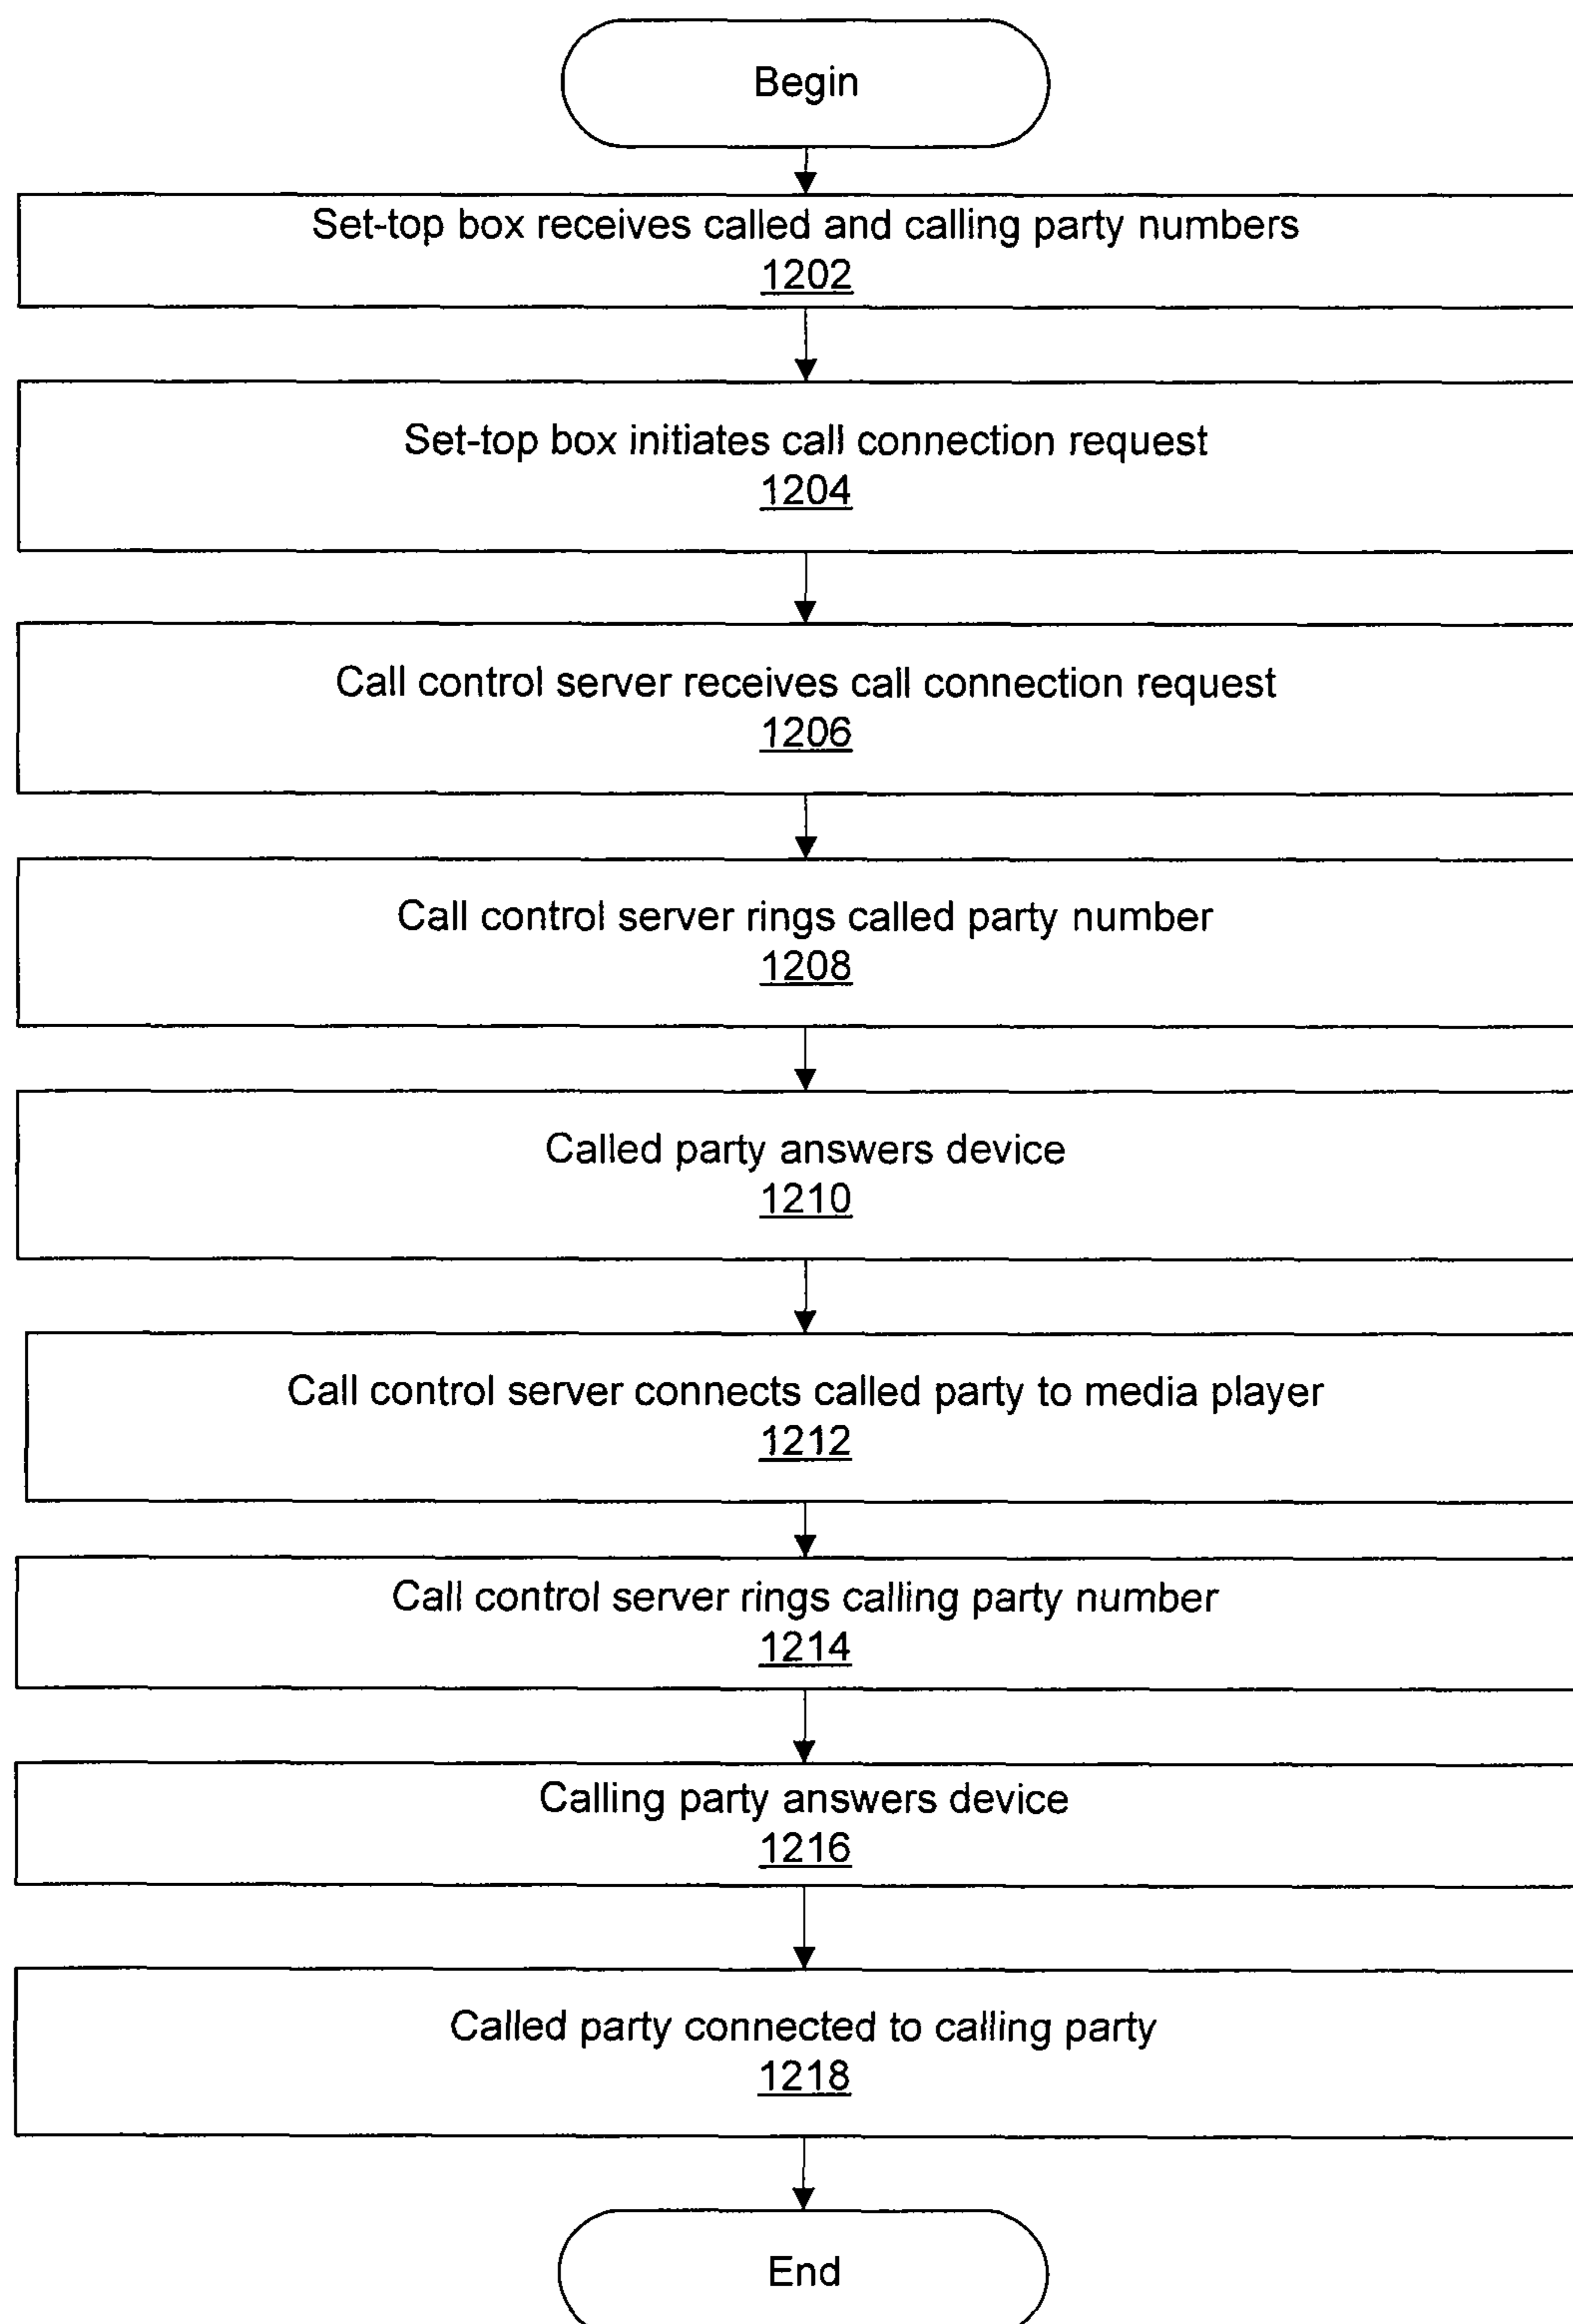 Begin
Set-top box receives called and calling party numbers
1202
Set-top box initiates call connection request
1204
Call control server receives call connection request
1206
Call control server rings called party number
1208
Called party answers device
1210
Call control server connects called party to media player
1212
Call control server rings calling party number
1214
Calling party answers device
1216
Called party connected to calling party
1218
End